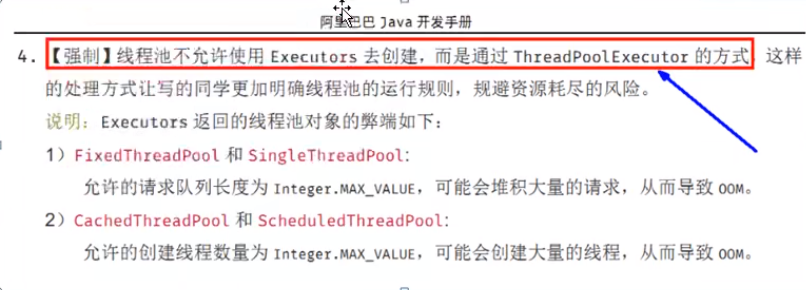 阿里巴巴 Java 开发手册
4. 【强制】线程池不允许使用 Executors 去创建，而是通过 ThreadPoolExecutor 的方式，这样
的处理方式让写的同学更加明确线程池的运行规则，规避资源耗尽的风险。
说明：Executors 返回的线程池对象的弊端如下：
1）FixedThreadPool 和 SingleThreadPool:
允许的请求队列长度为 Integer.MAX_VALUE，可能会堆积大量的请求，从而导致 OOM。
2）CachedThreadPool 和 ScheduledThreadPool:
允许的创建线程数量为 Integer.MAX_VALUE，可能会创建大量的线程，从而导致 OOM。